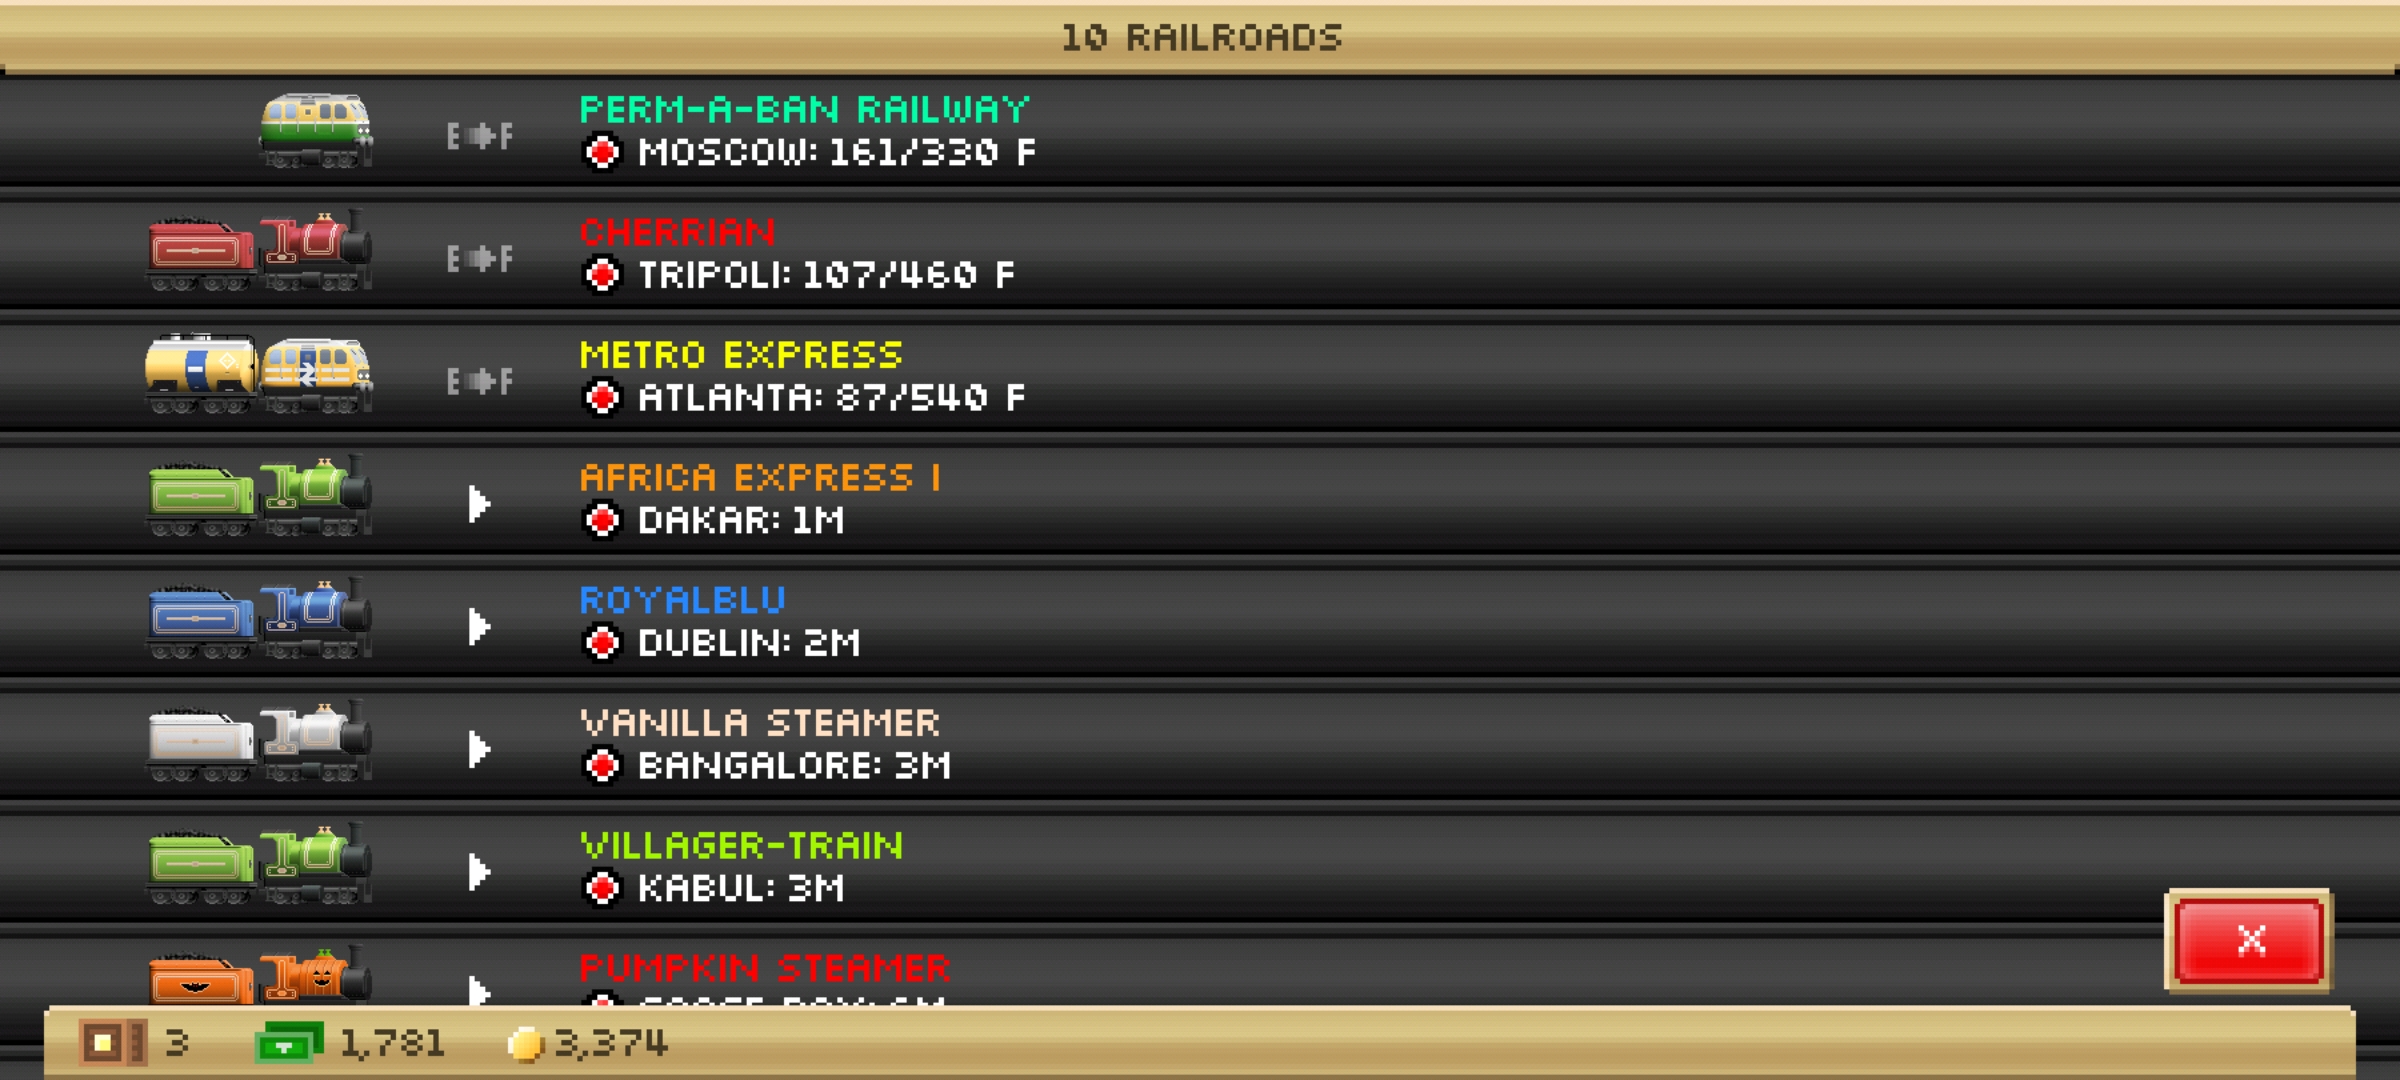 10 RAILROADS
PERM-A-BAN RAILWAY
E F
MOSCOW: 161/330 F
CHERRIAN
E F
TRIPOLI: 107/460 F
METRO EXPRESS
E F
ATLANTA: 87/540 F
AFRICA EXPRESS I
DAKAR: 1M
ROYALBLU
DUBLIN: 2M
VANILLA STEAMER
BANGALORE: 3M
VILLAGER-TRAIN
KABUL: 3M
PUMPKIN STEAMER
X
3 1,781 3,374